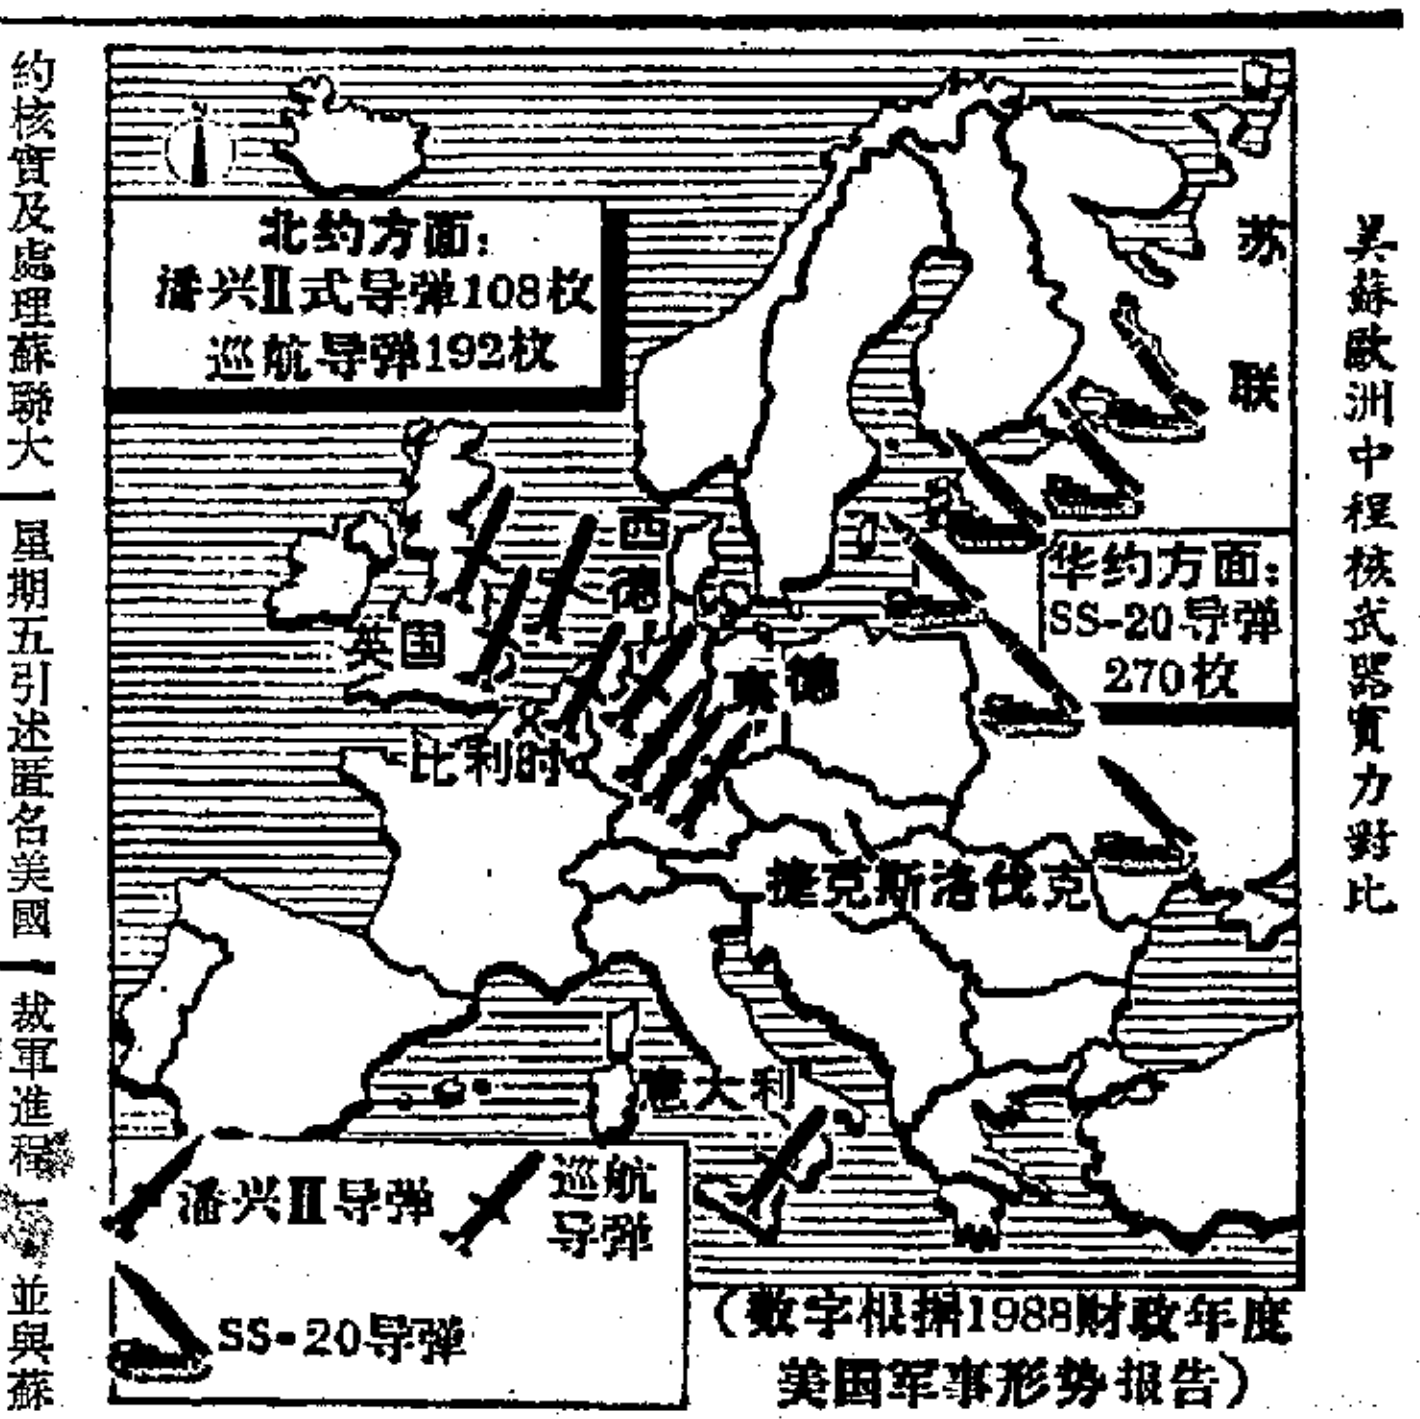 美蘇歐洲中程核武器實力對比
苏联
北约方面：
潘兴Ⅱ式导弹108枚
巡航导弹192枚
西德
英国
华约方面：
SS-20导弹
270枚
东德
比利时
捷克斯洛伐克
意大利
潘兴Ⅱ导弹
巡航
导弹
SS-20导弹
（数字根据1988财政年度
美国军事形势报告）
約核實及處理蘇聯大
星期五引述匿名美國
裁軍進程
並與蘇